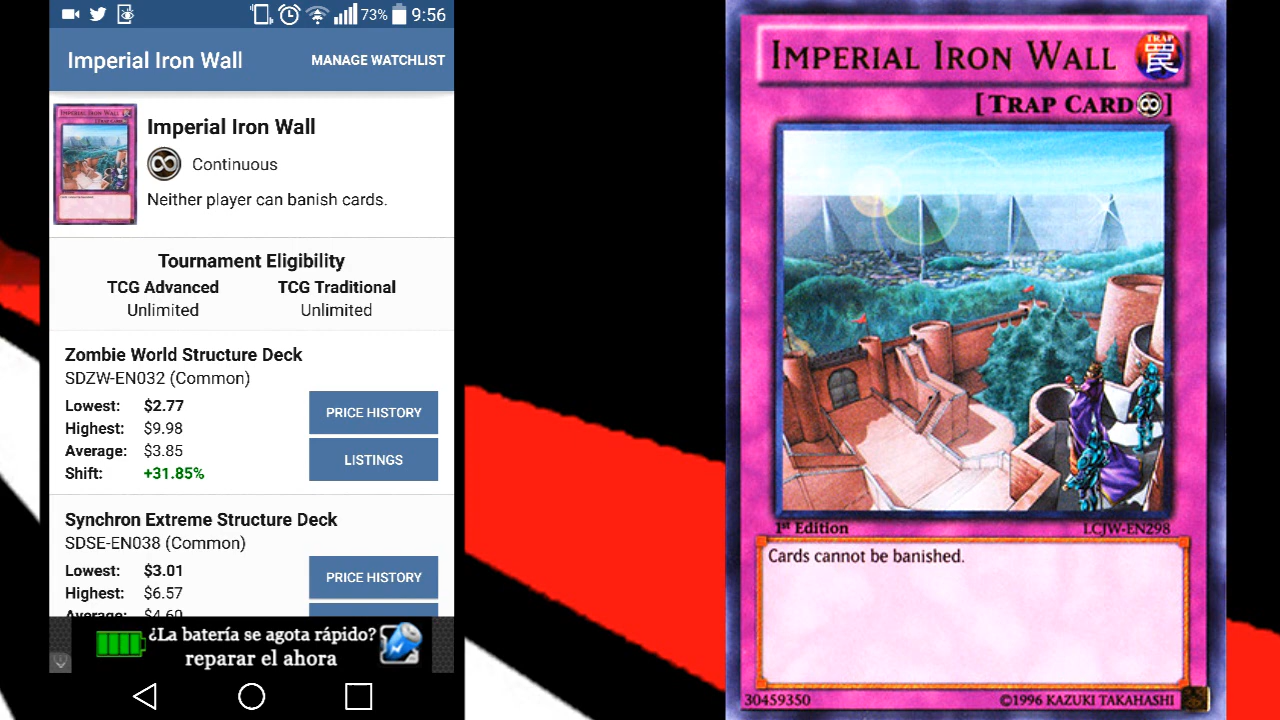 73% 9:56
Imperial Iron Wall MANAGE WATCHLIST
Imperial Iron Wall
Continuous
Neither player can banish cards.
Tournament Eligibility
TCG Advanced TCG Traditional
Unlimited Unlimited
Zombie World Structure Deck
SDZW-EN032 (Common)
Lowest: $2.77
Highest: $9.98
Average: $3.85
Shift: +31.85%
PRICE HISTORY
LISTINGS
Synchron Extreme Structure Deck
SDSE-EN038 (Common)
Lowest: $3.01
Highest: $6.57
Average: $4.60
PRICE HISTORY
¿La batería se agota rápido?
reparar el ahora
IMPERIAL IRON WALL
TRAP
罠
[TRAP CARD∞]
1st Edition LCJW-EN298
Cards cannot be banished.
30459350 ©1996 KAZUKI TAKAHASHI